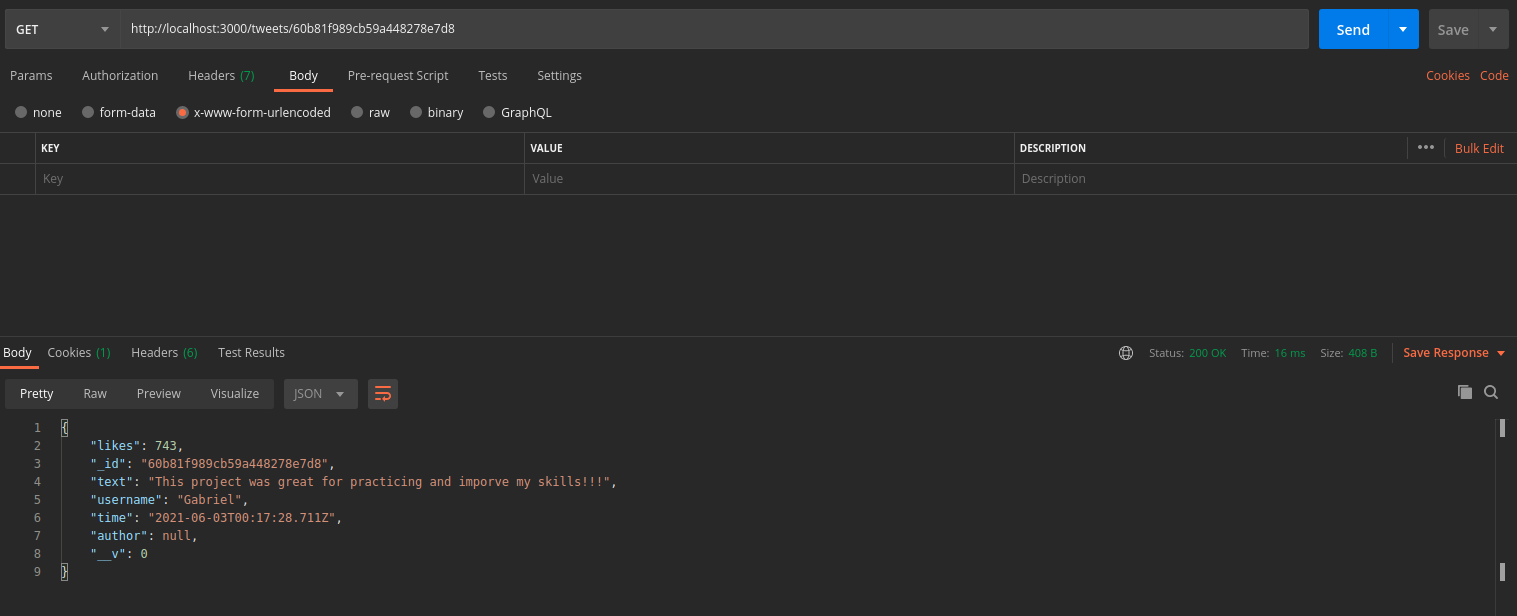 GET http://localhost:3000/tweets/60b81f989cb59a448278e7d8 Send Save
Params Authorization Headers (7) Body Pre-request Script Tests Settings Cookies Code
none form-data x-www-form-urlencoded raw binary GraphQL
KEY VALUE DESCRIPTION ••• Bulk Edit
Key Value Description
Body Cookies (1) Headers (6) Test Results Status: 200 OK Time: 16 ms Size: 408 B Save Response
Pretty Raw Preview Visualize JSON
1 {
2 "likes": 743,
3 "_id": "60b81f989cb59a448278e7d8",
4 "text": "This project was great for practicing and imporve my skills!!!",
5 "username": "Gabriel",
6 "time": "2021-06-03T00:17:28.711Z",
7 "author": null,
8 "__v": 0
9 }